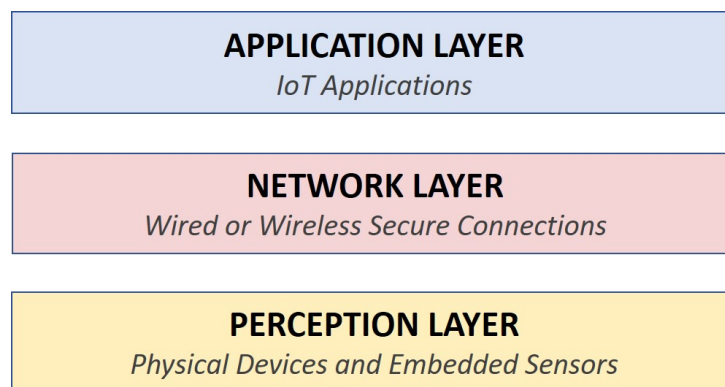 APPLICATION LAYER
IoT Applications
NETWORK LAYER
Wired or Wireless Secure Connections
PERCEPTION LAYER
Physical Devices and Embedded Sensors